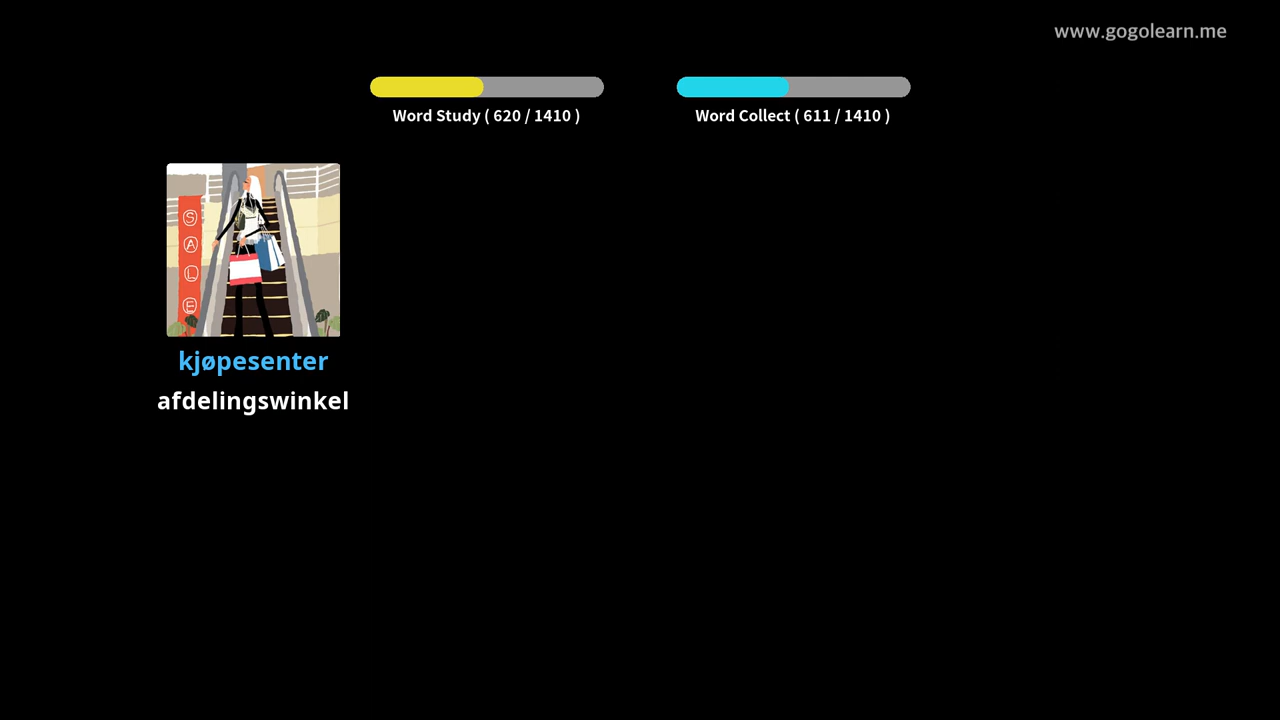 www.gogolearn.me
Word Study ( 620 / 1410 )
Word Collect ( 611 / 1410 )
S
A
L
E
kjøpesenter
afdelingswinkel